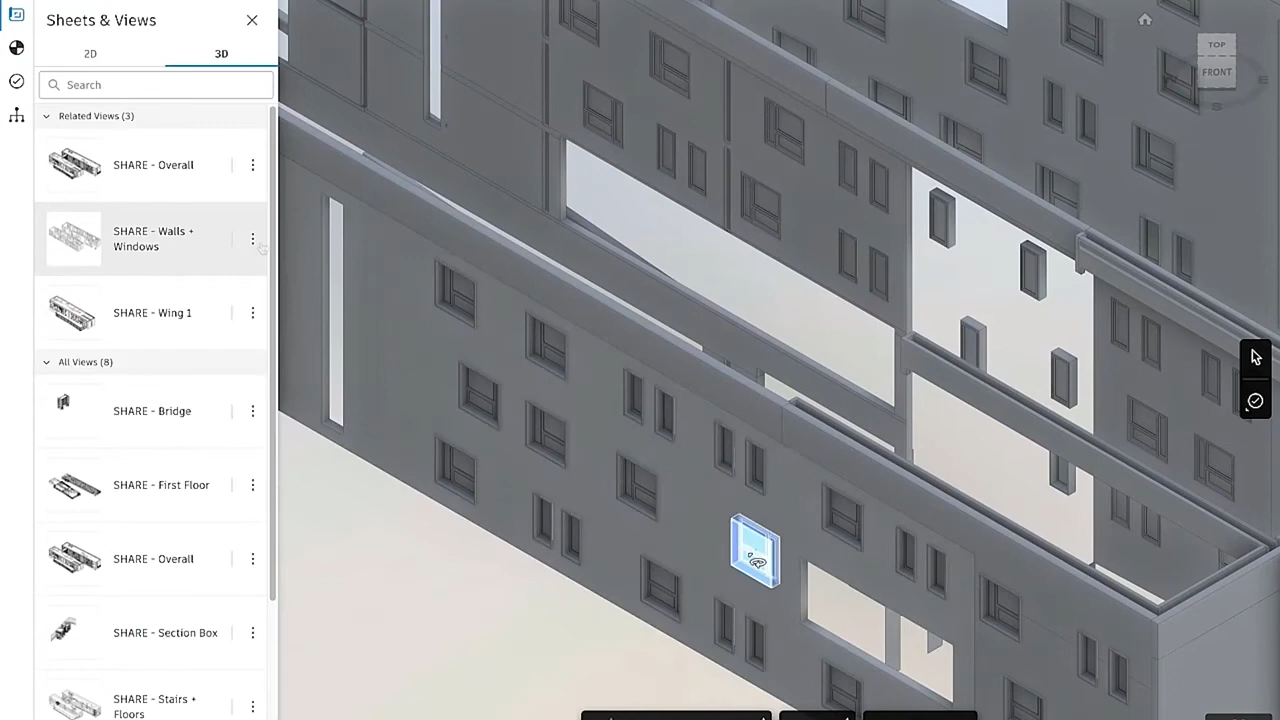 Sheets & Views
2D
3D
Search
Related Views (3)
SHARE - Overall
SHARE - Walls +
Windows
SHARE - Wing 1
All Views (8)
SHARE - Bridge
SHARE - First Floor
SHARE - Overall
SHARE - Section Box
SHARE - Stairs +
Floors
TOP
FRONT